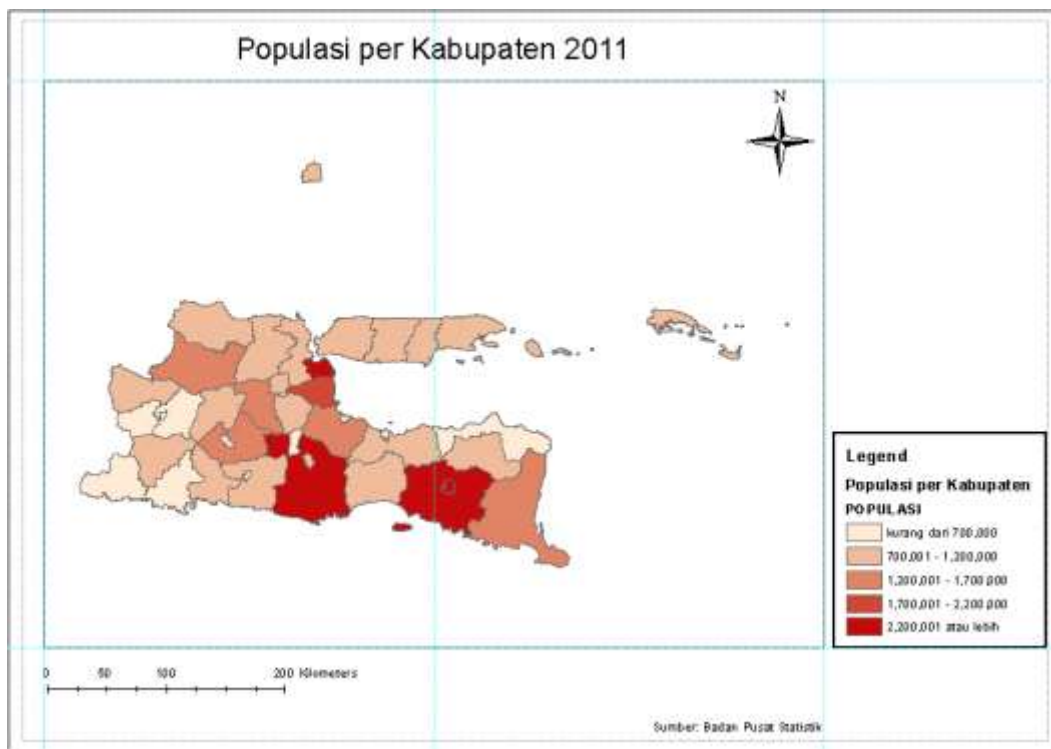 Populasi per Kabupaten 2011
N
Legend
Populasi per Kabupaten
POPULASI
kurang dari 700,000
700,001 - 1,200,000
1,200,001 - 1,700,000
1,700,001 - 2,200,000
2,200,001 atau lebih
0 50 100 200 Kilometers
Sumber: Badan Pusat Statistik